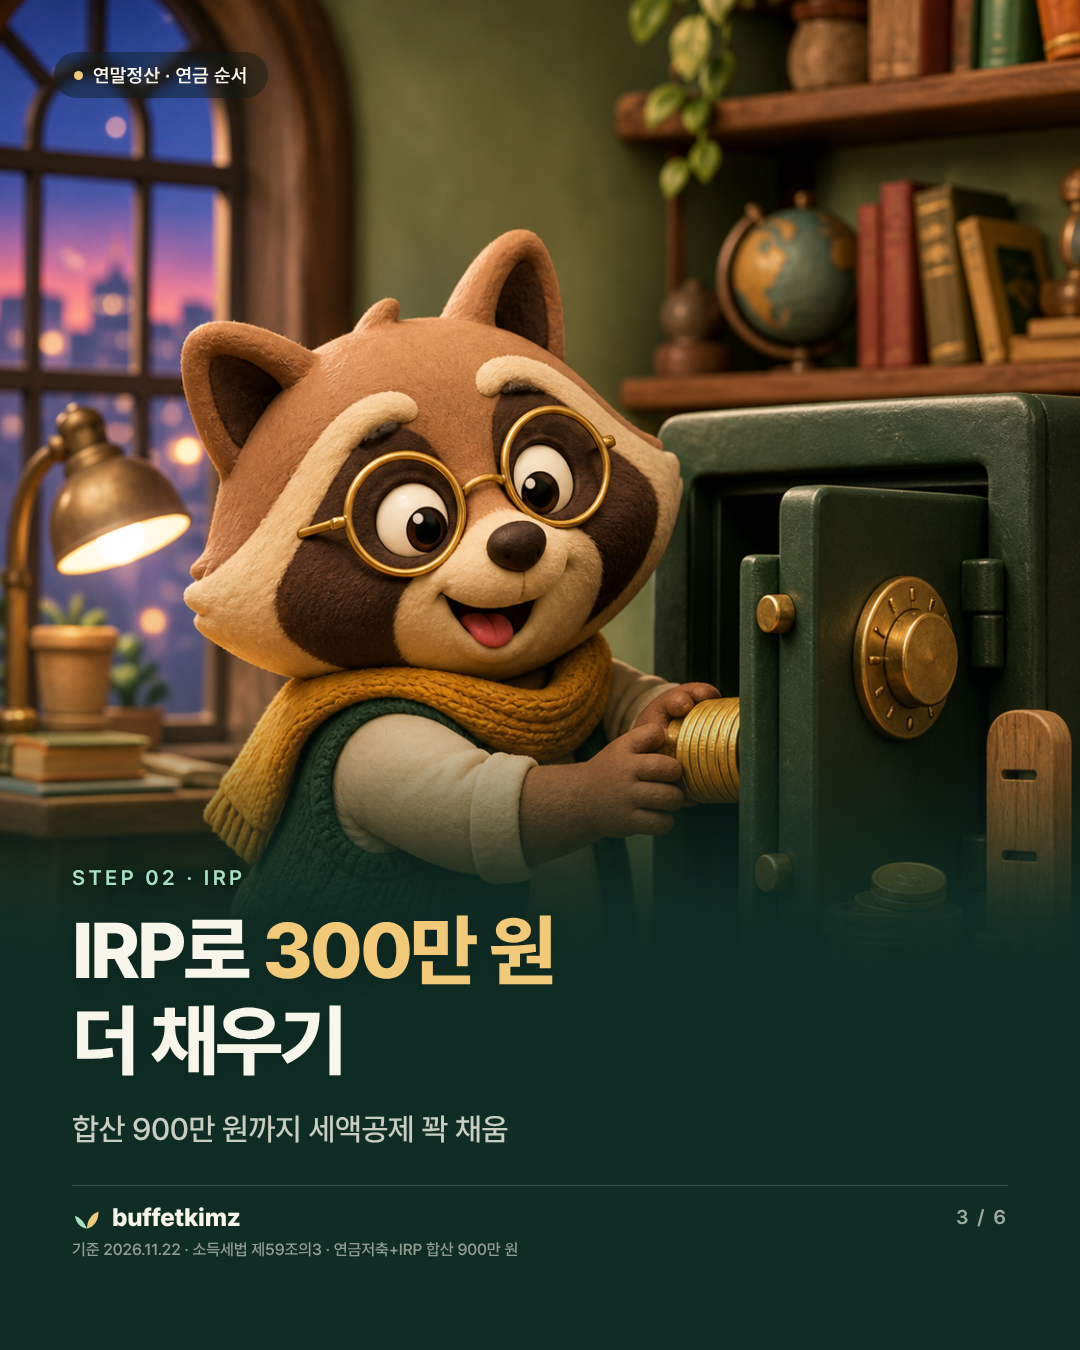 연말정산 · 연금 순서
STEP 02 · IRP
IRP로 300만 원
더 채우기
합산 900만 원까지 세액공제 꽉 채움
buffetkimz
3 / 6
기준 2026.11.22 · 소득세법 제59조의3 · 연금저축+IRP 합산 900만 원